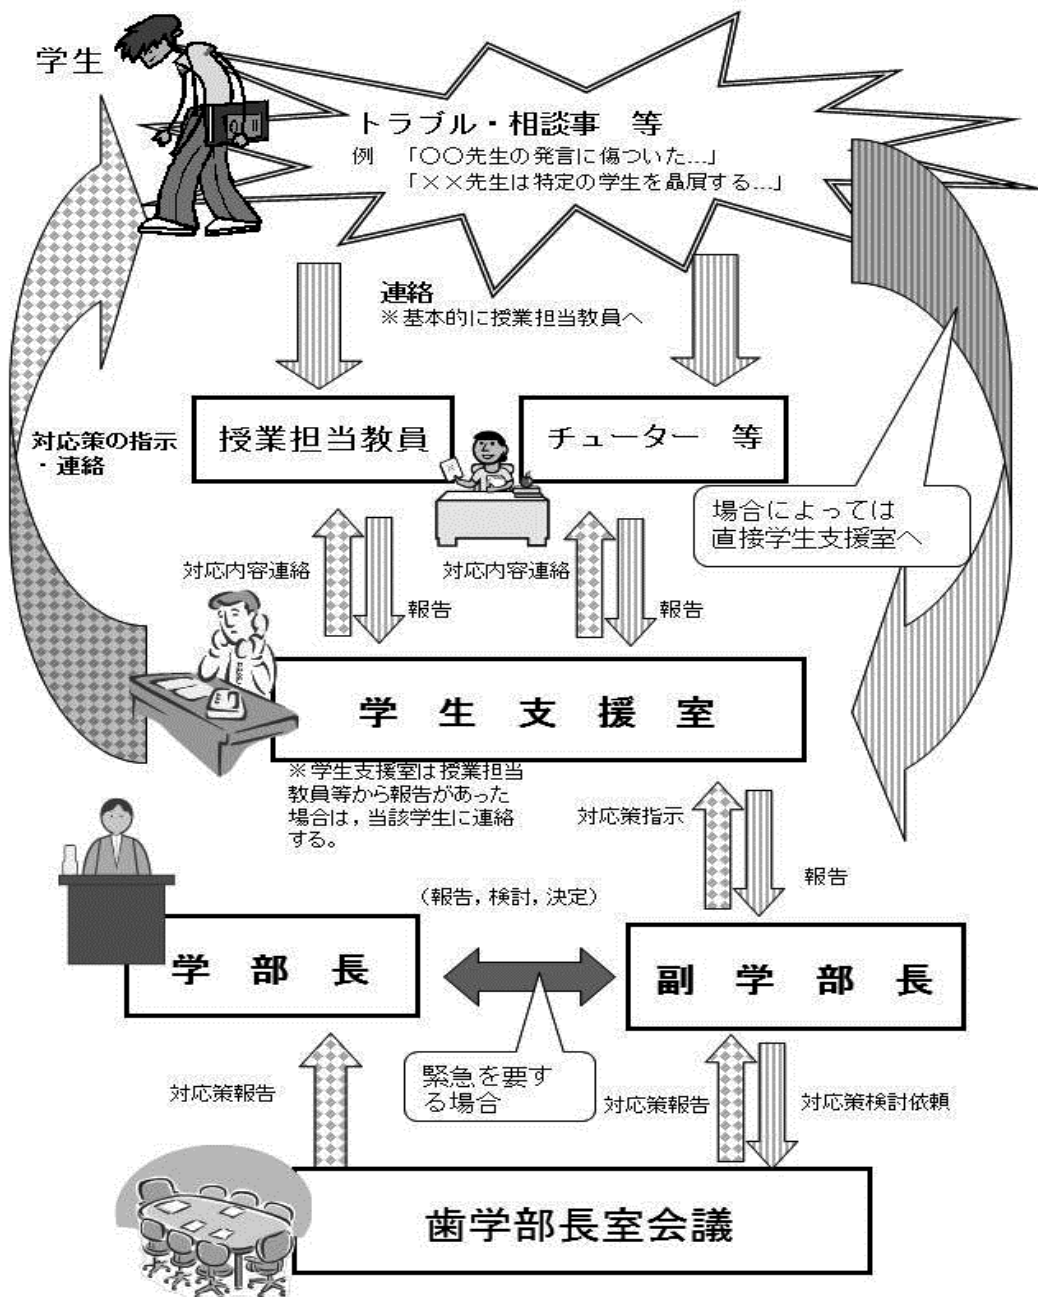 学生
トラブル・相談事　等
例　「〇〇先生の発言に傷ついた…」
「××先生は特定の学生を贔屓する…」
連絡
※基本的に授業担当教員へ
授業担当教員
チューター　等
対応策の指示
・連絡
場合によっては
直接学生支援室へ
対応内容連絡
報告
対応内容連絡
報告
学　生　支　援　室
※学生支援室は授業担当
教員等から報告があった
場合は，当該学生に連絡
する。
対応策指示
報告
（報告，検討，決定）
学　部　長
副　学　部　長
緊急を要す
る場合
対応策報告
対応策報告
対応策検討依頼
歯学部長室会議